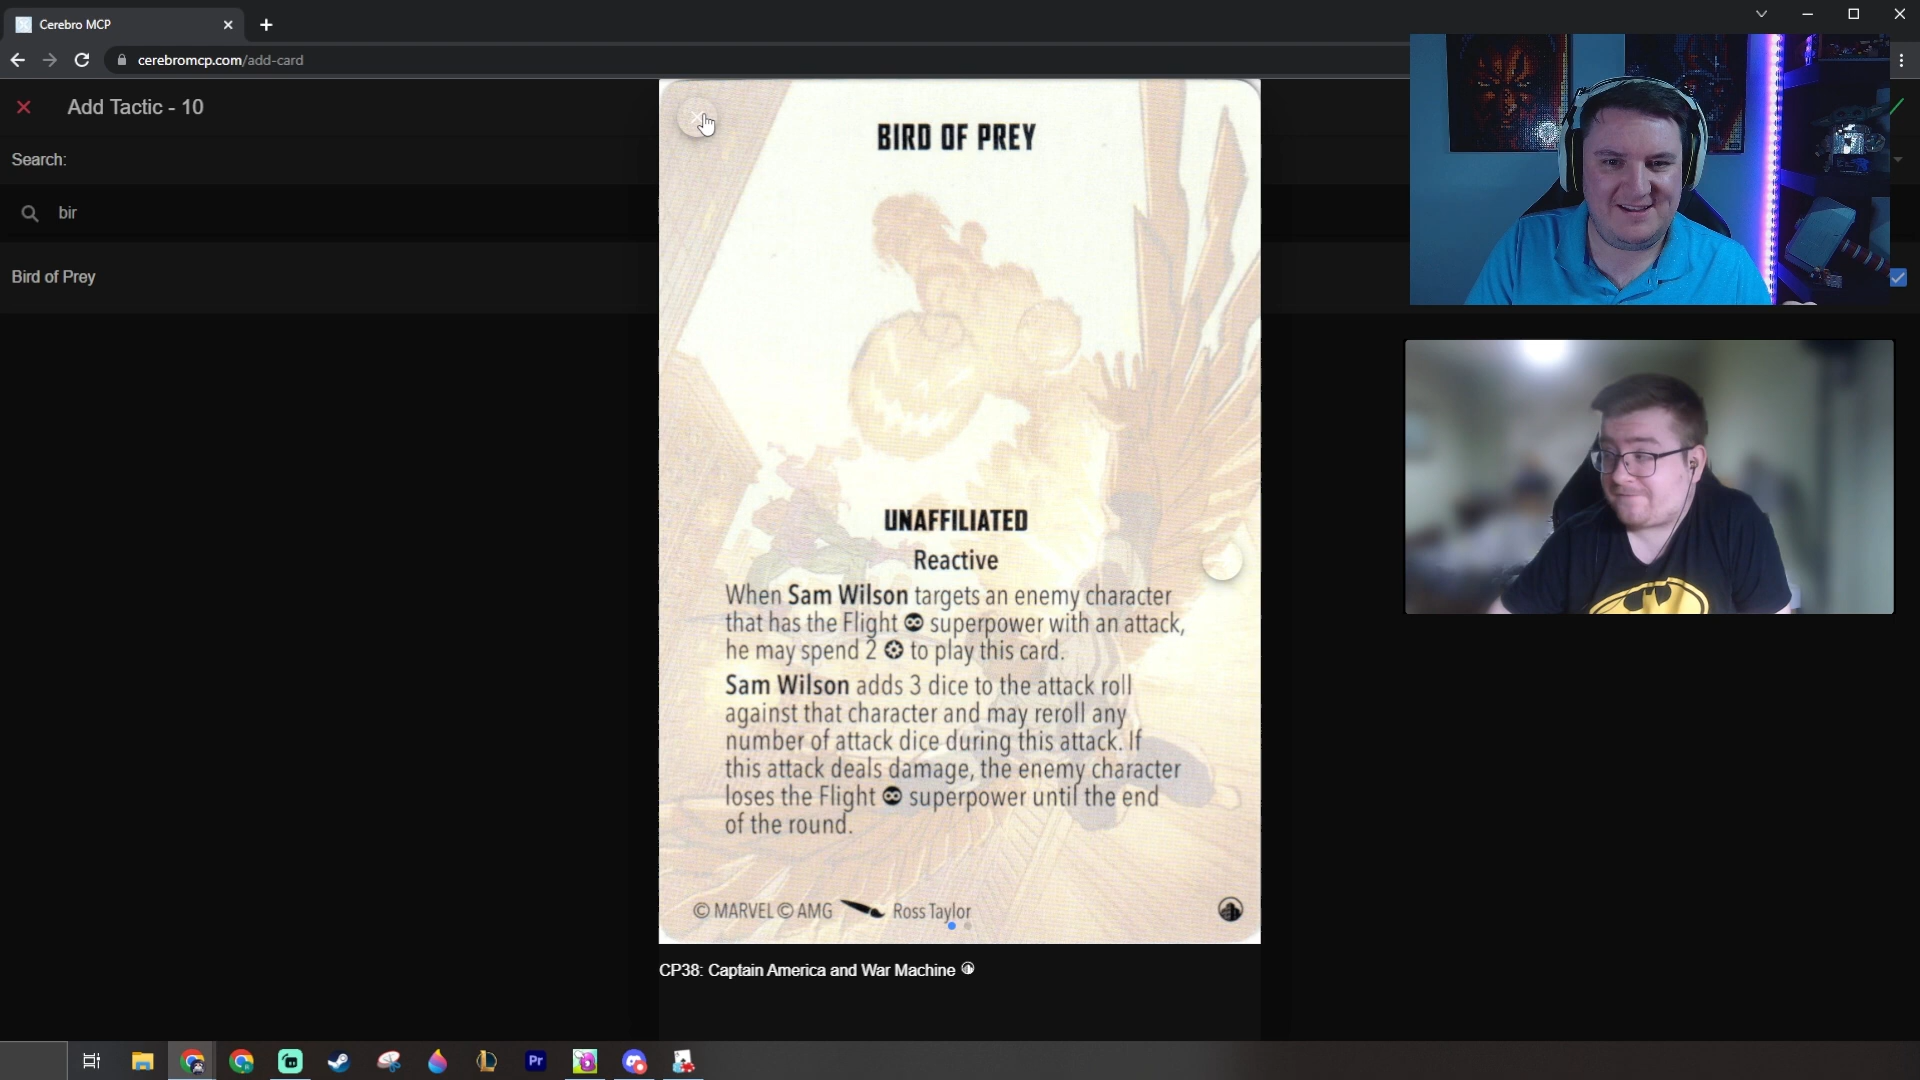 Cerebro MCP
cerebromcp.com/add-card
Add Tactic - 10
Search:
bir
Bird of Prey
BIRD OF PREY
UNAFFILIATED
Reactive
When Sam Wilson targets an enemy character
that has the Flight superpower with an attack,
he may spend 2 to play this card.
Sam Wilson adds 3 dice to the attack roll
against that character and may reroll any
number of attack dice during this attack. If
this attack deals damage, the enemy character
loses the Flight superpower until the end
of the round.
© MARVEL © AMG Ross Taylor
CP38: Captain America and War Machine
Pr